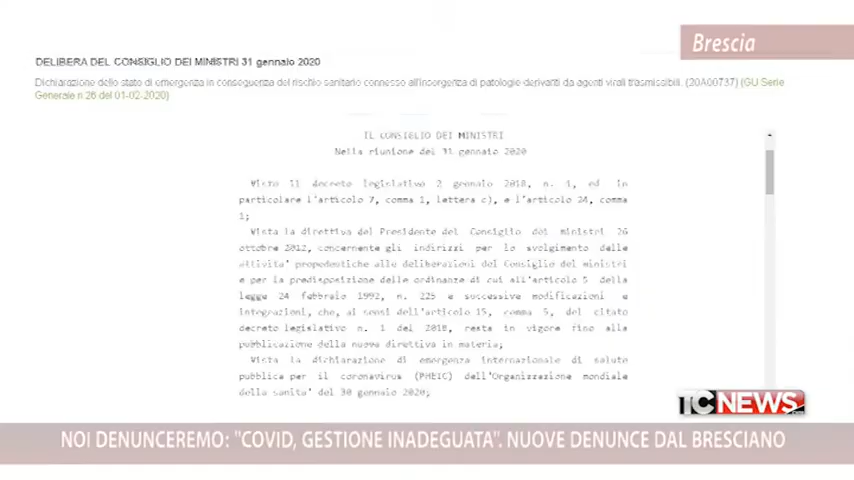 Brescia
DELIBERA DEL CONSIGLIO DEI MINISTRI 31 gennaio 2020
Dichiarazione dello stato di emergenza in conseguenza del rischio sanitario connesso all'insorgenza di patologie derivanti da agenti virali trasmissibili. (20A00737) (GU Serie
Generale n.26 del 01-02-2020)
IL CONSIGLIO DEI MINISTRI
Nella riunione del 31 gennaio 2020
Visto il decreto legislativo 2 gennaio 2018, n. 1, ed in
particolare l'articolo 7, comma 1, lettera c), e l'articolo 24, comma
1;
Vista la direttiva del Presidente del Consiglio dei ministri 26
ottobre 2012, concernente gli indirizzi per lo svolgimento delle
attivita' propedeutiche alle deliberazioni del Consiglio dei ministri
e per la predisposizione delle ordinanze di cui all'articolo 5 della
legge 24 febbraio 1992, n. 225 e successive modificazioni e
integrazioni, che, ai sensi dell'articolo 15, comma 5, del citato
decreto legislativo n. 1 del 2018, resta in vigore fino alla
pubblicazione della nuova direttiva in materia;
Vista la dichiarazione di emergenza internazionale di salute
pubblica per il coronavirus (PHEIC) dell'Organizzazione mondiale
della sanita' del 30 gennaio 2020;
TC NEWS
NOI DENUNCEREMO: "COVID, GESTIONE INADEGUATA". NUOVE DENUNCE DAL BRESCIANO